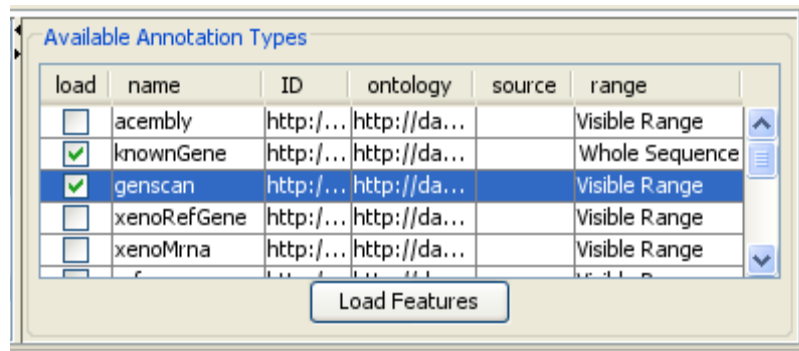 Available Annotation Types
load name ID ontology source range
acembly http:/... http://da... Visible Range
knownGene http:/... http://da... Whole Sequence
genscan http:/... http://da... Visible Range
xenoRefGene http:/... http://da... Visible Range
xenoMrna http:/... http://da... Visible Range
Load Features